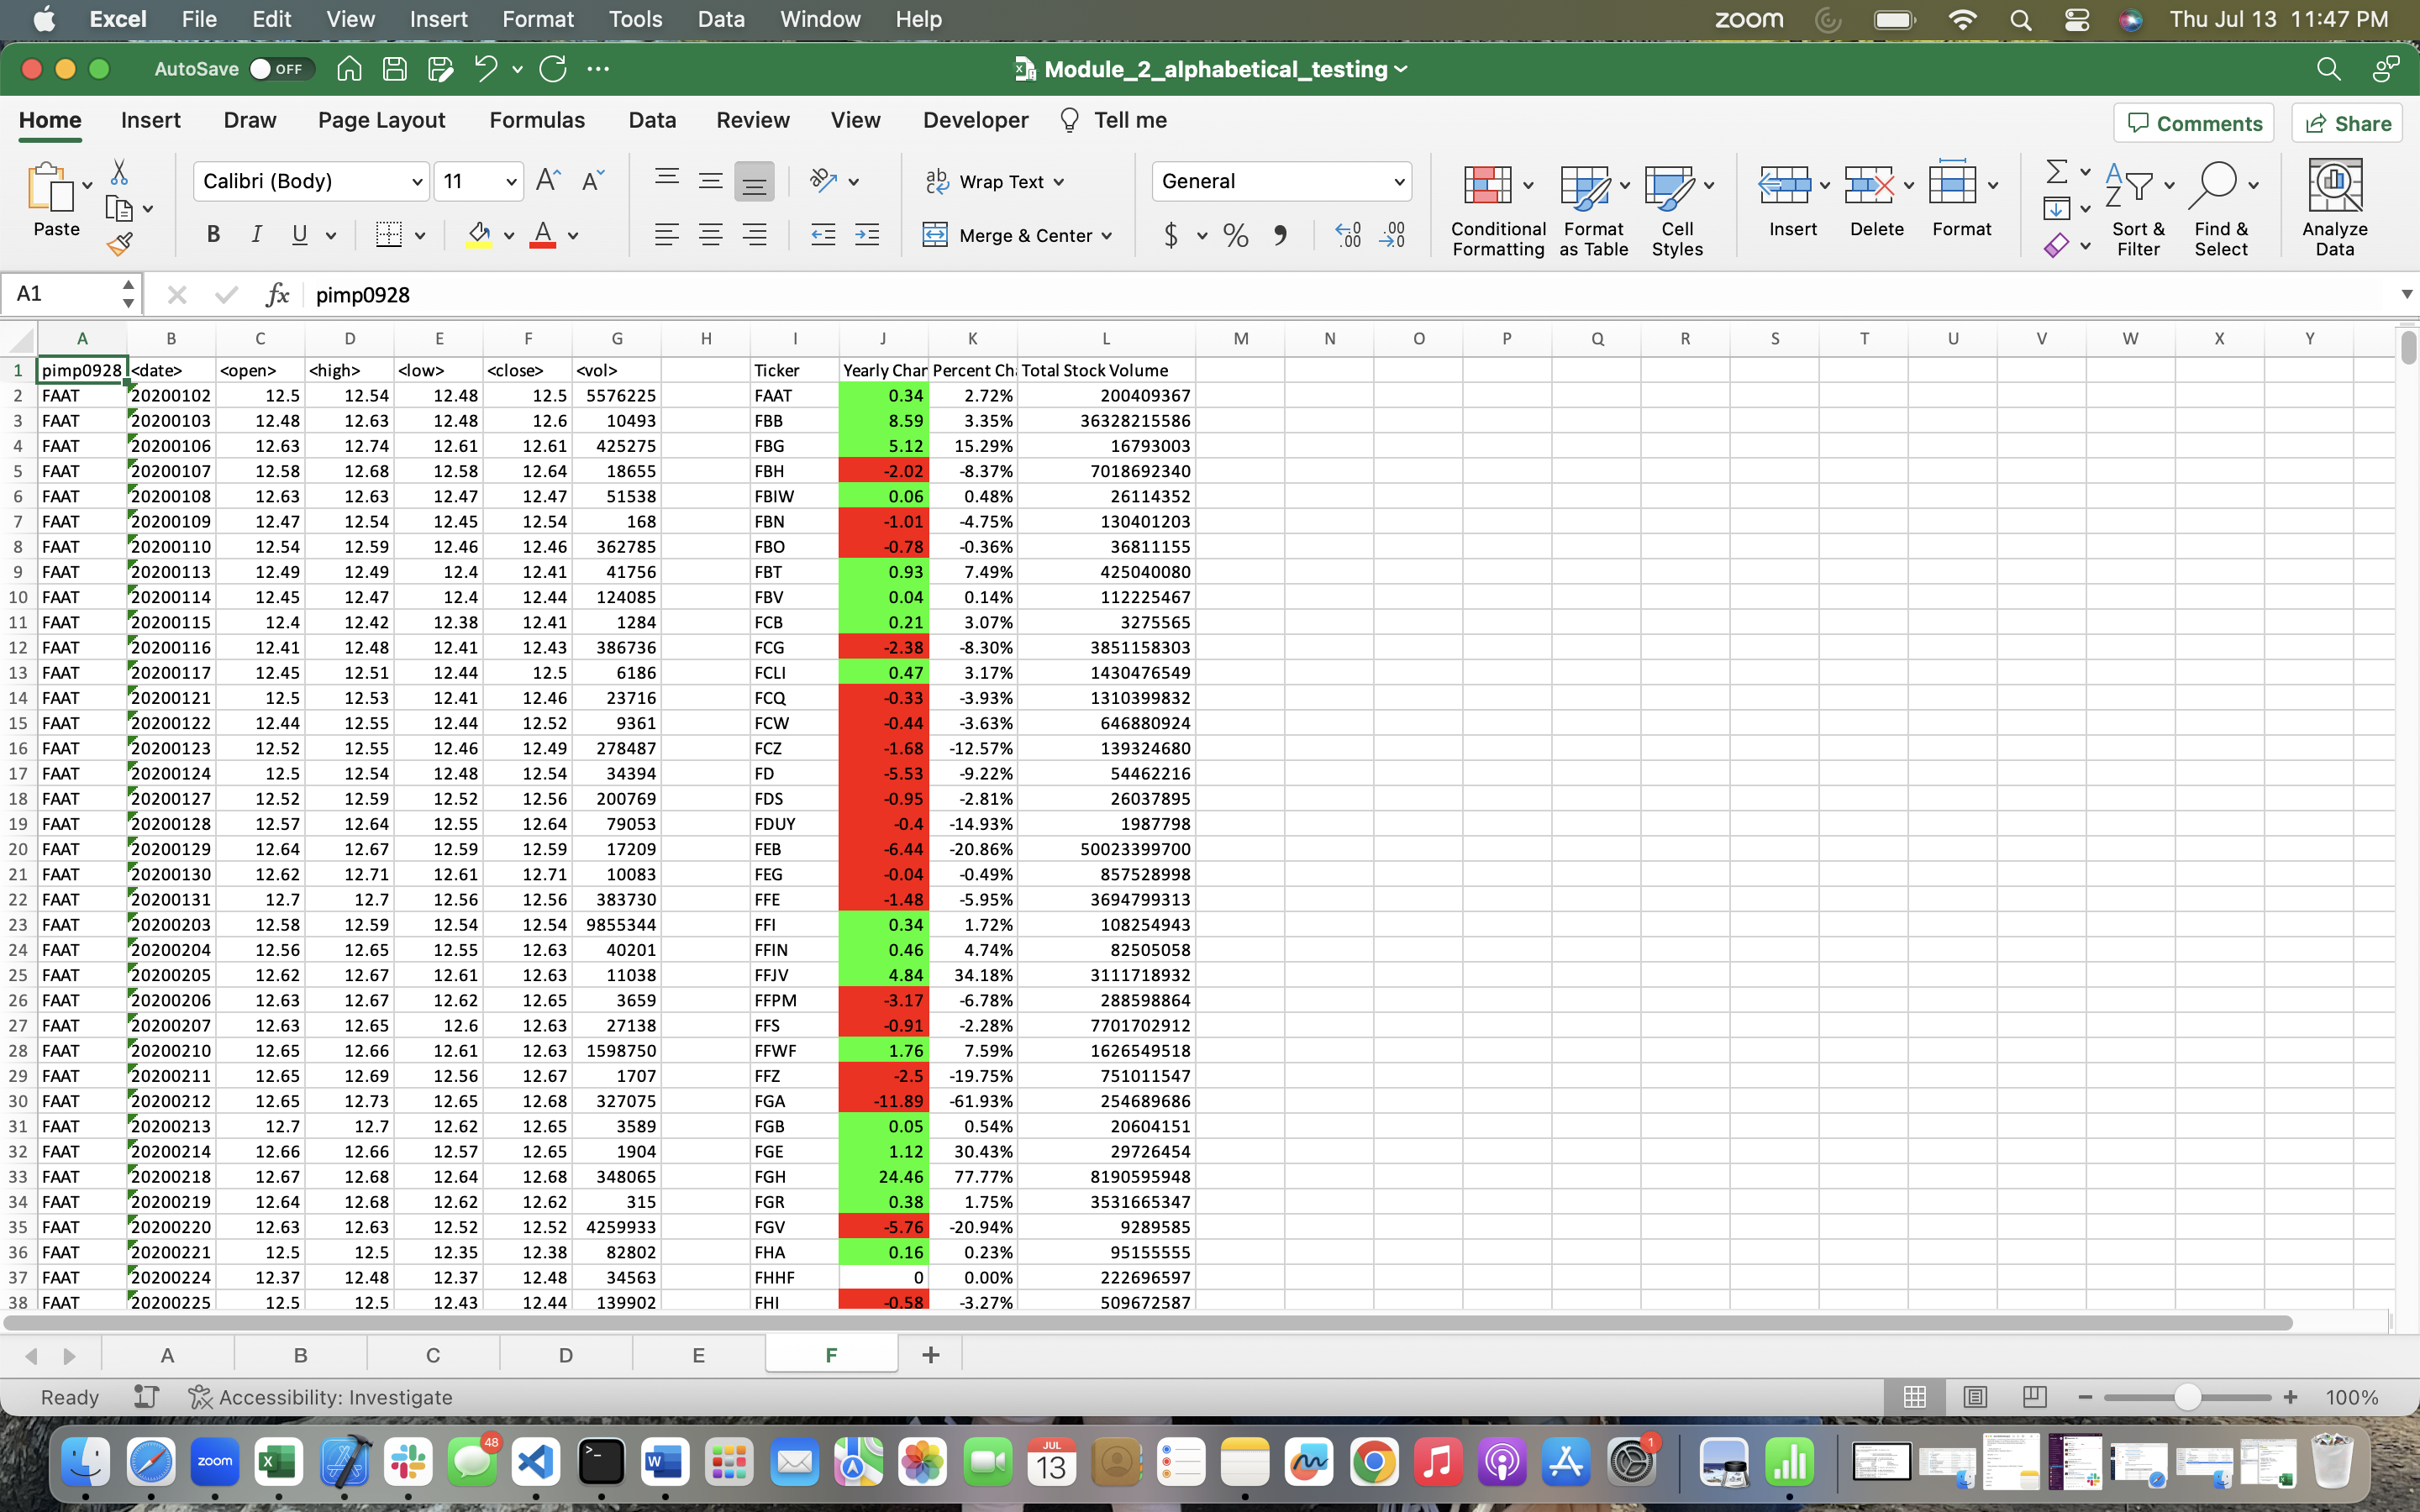 Excel File Edit View Insert Format Tools Data Window Help zoom Thu Jul 13 11:47 PM
AutoSave OFF Module_2_alphabetical_testing
Home Insert Draw Page Layout Formulas Data Review View Developer Tell me Comments Share
Paste Calibri (Body) 11 Wrap Text General
Merge & Center Conditional Formatting Format as Table Cell Styles Insert Delete Format Sort & Filter Find & Select Analyze Data
A1 fx pimp0928
A B C D E F G H I J K L M N O P Q R S T U V W X Y
1 pimp0928 <date> <open> <high> <low> <close> <vol> Ticker Yearly Char Percent Ch Total Stock Volume
2 FAAT 20200102 12.5 12.54 12.48 12.5 5576225 FAAT 0.34 2.72% 200409367
3 FAAT 20200103 12.48 12.63 12.48 12.6 10493 FBB 8.59 3.35% 36328215586
4 FAAT 20200106 12.63 12.74 12.61 12.61 425275 FBG 5.12 15.29% 16793003
5 FAAT 20200107 12.58 12.68 12.58 12.64 18655 FBH -2.02 -8.37% 7018692340
6 FAAT 20200108 12.63 12.63 12.47 12.47 51538 FBIW 0.06 0.48% 26114352
7 FAAT 20200109 12.47 12.54 12.45 12.54 168 FBN -1.01 -4.75% 130401203
8 FAAT 20200110 12.54 12.59 12.46 12.46 362785 FBO -0.78 -0.36% 36811155
9 FAAT 20200113 12.49 12.49 12.4 12.41 41756 FBT 0.93 7.49% 425040080
10 FAAT 20200114 12.45 12.47 12.4 12.44 124085 FBV 0.04 0.14% 112225467
11 FAAT 20200115 12.4 12.42 12.38 12.41 1284 FCB 0.21 3.07% 3275565
12 FAAT 20200116 12.41 12.48 12.41 12.43 386736 FCG -2.38 -8.30% 3851158303
13 FAAT 20200117 12.45 12.51 12.44 12.5 6186 FCLI 0.47 3.17% 1430476549
14 FAAT 20200121 12.5 12.53 12.41 12.46 23716 FCQ -0.33 -3.93% 1310399832
15 FAAT 20200122 12.44 12.55 12.44 12.52 9361 FCW -0.44 -3.63% 646880924
16 FAAT 20200123 12.52 12.55 12.46 12.49 278487 FCZ -1.68 -12.57% 139324680
17 FAAT 20200124 12.5 12.54 12.48 12.54 34394 FD -5.53 -9.22% 54462216
18 FAAT 20200127 12.52 12.59 12.52 12.56 200769 FDS -0.95 -2.81% 26037895
19 FAAT 20200128 12.57 12.64 12.55 12.64 79053 FDUY -0.4 -14.93% 1987798
20 FAAT 20200129 12.64 12.67 12.59 12.59 17209 FEB -6.44 -20.86% 50023399700
21 FAAT 20200130 12.62 12.71 12.61 12.71 10083 FEG -0.04 -0.49% 857528998
22 FAAT 20200131 12.7 12.7 12.56 12.56 383730 FFE -1.48 -5.95% 3694799313
23 FAAT 20200203 12.58 12.59 12.54 12.54 9855344 FFI 0.34 1.72% 108254943
24 FAAT 20200204 12.56 12.65 12.55 12.63 40201 FFIN 0.46 4.74% 82505058
25 FAAT 20200205 12.62 12.67 12.61 12.63 11038 FFJV 4.84 34.18% 3111718932
26 FAAT 20200206 12.63 12.67 12.62 12.65 3659 FFPM -3.17 -6.78% 288598864
27 FAAT 20200207 12.63 12.65 12.6 12.63 27138 FFS -0.91 -2.28% 7701702912
28 FAAT 20200210 12.65 12.66 12.61 12.63 1598750 FFWF 1.76 7.59% 1626549518
29 FAAT 20200211 12.65 12.69 12.56 12.67 1707 FFZ -2.5 -19.75% 751011547
30 FAAT 20200212 12.65 12.73 12.65 12.68 327075 FGA -11.89 -61.93% 254689686
31 FAAT 20200213 12.7 12.7 12.62 12.65 3589 FGB 0.05 0.54% 20604151
32 FAAT 20200214 12.66 12.66 12.57 12.65 1904 FGE 1.12 30.43% 29726454
33 FAAT 20200218 12.67 12.68 12.64 12.68 348065 FGH 24.46 77.77% 8190595948
34 FAAT 20200219 12.64 12.68 12.62 12.62 315 FGR 0.38 1.75% 3531665347
35 FAAT 20200220 12.63 12.63 12.52 12.52 4259933 FGV -5.76 -20.94% 9289585
36 FAAT 20200221 12.5 12.5 12.35 12.38 82802 FHA 0.16 0.23% 95155555
37 FAAT 20200224 12.37 12.48 12.37 12.48 34563 FHHF 0 0.00% 222696597
38 FAAT 20200225 12.5 12.5 12.43 12.44 139902 FHI -0.58 -3.27% 509672587
A B C D E F +
Ready Accessibility: Investigate 100%
zoom 48 JUL 13 1